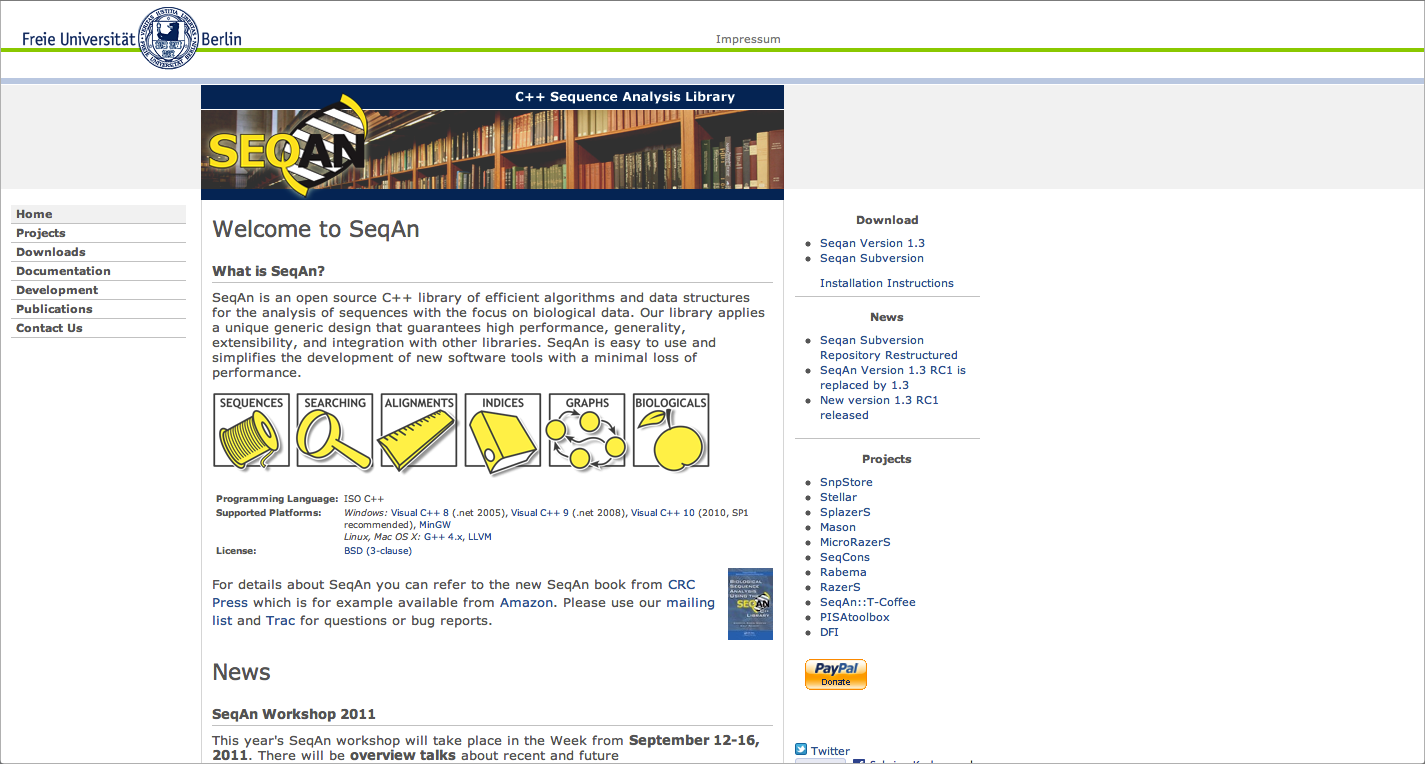 Freie Universität Berlin
Impressum
C++ Sequence Analysis Library
SEQAN
Home
Projects
Downloads
Documentation
Development
Publications
Contact Us
Welcome to SeqAn
What is SeqAn?
SeqAn is an open source C++ library of efficient algorithms and data structures
for the analysis of sequences with the focus on biological data. Our library applies
a unique generic design that guarantees high performance, generality,
extensibility, and integration with other libraries. SeqAn is easy to use and
simplifies the development of new software tools with a minimal loss of
performance.
SEQUENCES SEARCHING ALIGNMENTS INDICES GRAPHS BIOLOGICALS
Programming Language: ISO C++
Supported Platforms: Windows: Visual C++ 8 (.net 2005), Visual C++ 9 (.net 2008), Visual C++ 10 (2010, SP1
recommended), MinGW
Linux, Mac OS X: G++ 4.x, LLVM
License: BSD (3-clause)
For details about SeqAn you can refer to the new SeqAn book from CRC
Press which is for example available from Amazon. Please use our mailing
list and Trac for questions or bug reports.
BIOLOGICAL
SEQUENCE
ANALYSIS
USING THE
SEQAN
C++
LIBRARY
News
SeqAn Workshop 2011
This year's SeqAn workshop will take place in the Week from September 12-16,
2011. There will be overview talks about recent and future
Download
Seqan Version 1.3
Seqan Subversion
Installation Instructions
News
Seqan Subversion
Repository Restructured
SeqAn Version 1.3 RC1 is
replaced by 1.3
New version 1.3 RC1
released
Projects
SnpStore
Stellar
SplazerS
Mason
MicroRazerS
SeqCons
Rabema
RazerS
SeqAn::T-Coffee
PISAtoolbox
DFI
PayPal
Donate
Twitter